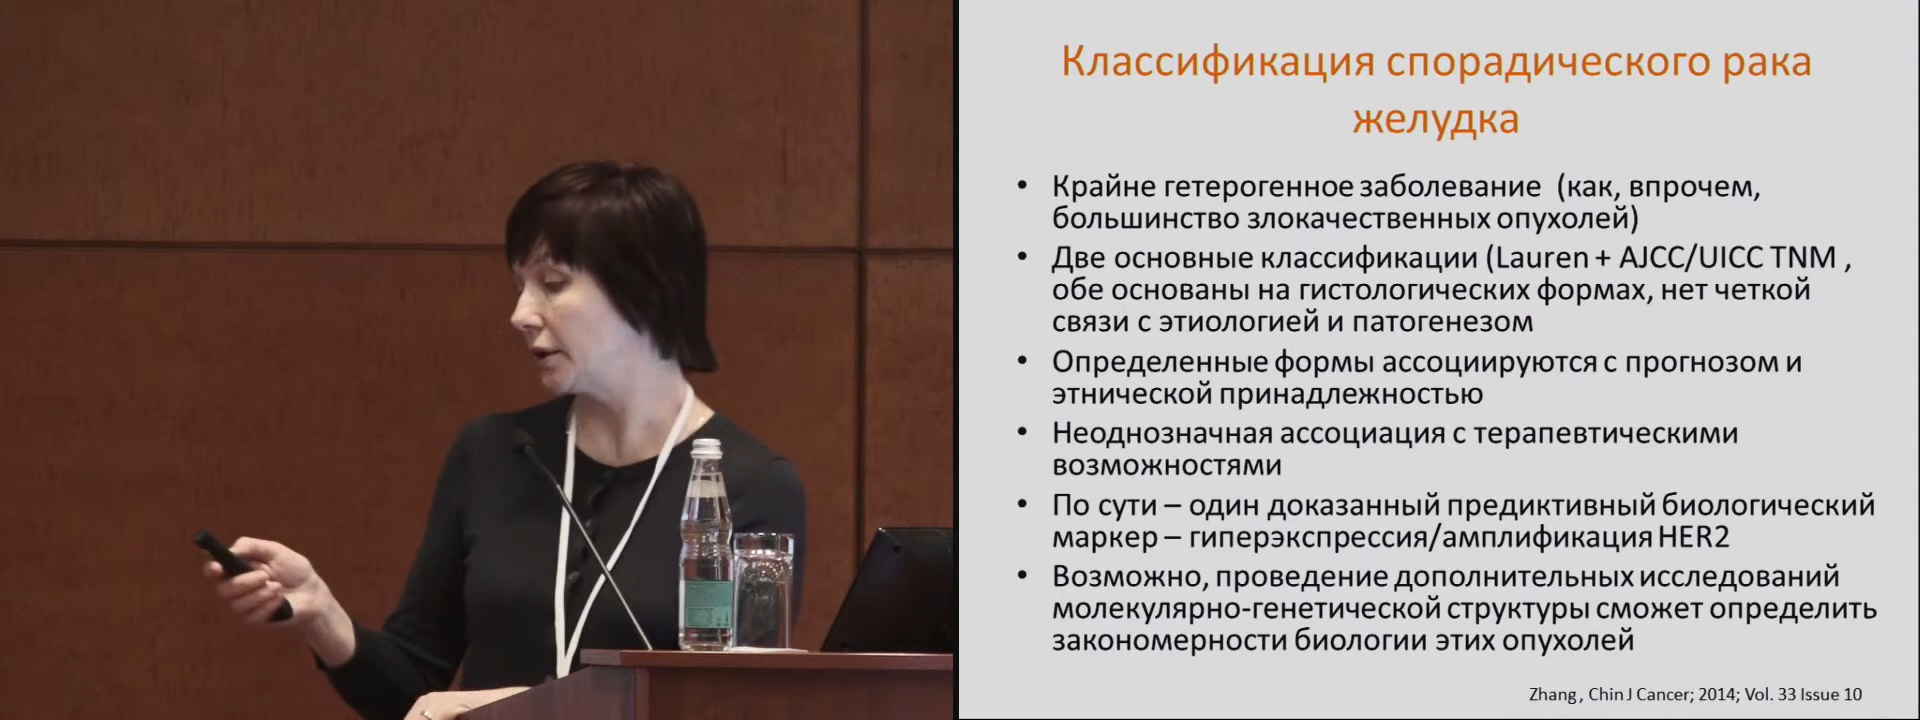 Классификация спорадического рака
желудка
• Крайне гетерогенное заболевание (как, впрочем,
большинство злокачественных опухолей)
• Две основные классификации (Lauren + AJCC/UICC TNM ,
обе основаны на гистологических формах, нет четкой
связи с этиологией и патогенезом
• Определенные формы ассоциируются с прогнозом и
этнической принадлежностью
• Неоднозначная ассоциация с терапевтическими
возможностями
• По сути – один доказанный предиктивный биологический
маркер – гиперэкспрессия/амплификация HER2
• Возможно, проведение дополнительных исследований
молекулярно-генетической структуры сможет определить
закономерности биологии этих опухолей
Zhang , Chin J Cancer; 2014; Vol. 33 Issue 10